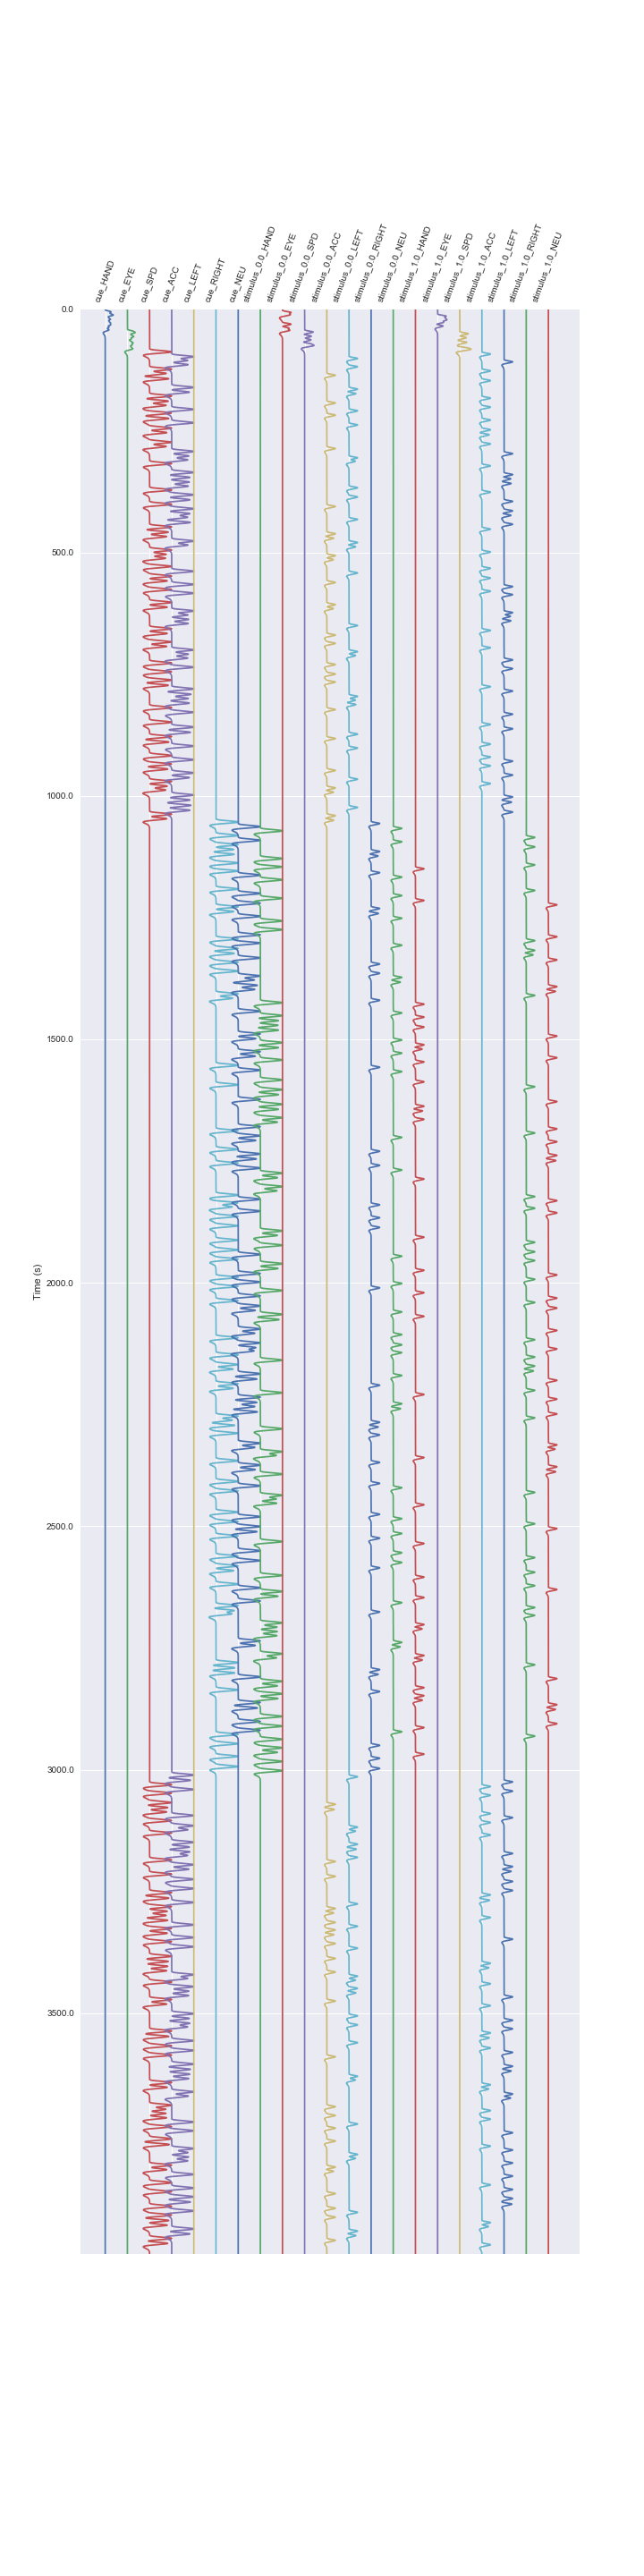 cue_HAND
cue_EYE
cue_SPD
cue_ACC
cue_LEFT
cue_RIGHT
cue_NEU
stimulus_0.0_HAND
stimulus_0.0_EYE
stimulus_0.0_SPD
stimulus_0.0_ACC
stimulus_0.0_LEFT
stimulus_0.0_RIGHT
stimulus_0.0_NEU
stimulus_1.0_HAND
stimulus_1.0_EYE
stimulus_1.0_SPD
stimulus_1.0_ACC
stimulus_1.0_LEFT
stimulus_1.0_RIGHT
stimulus_1.0_NEU
0.0
500.0
1000.0
1500.0
2000.0
2500.0
3000.0
3500.0
Time (s)